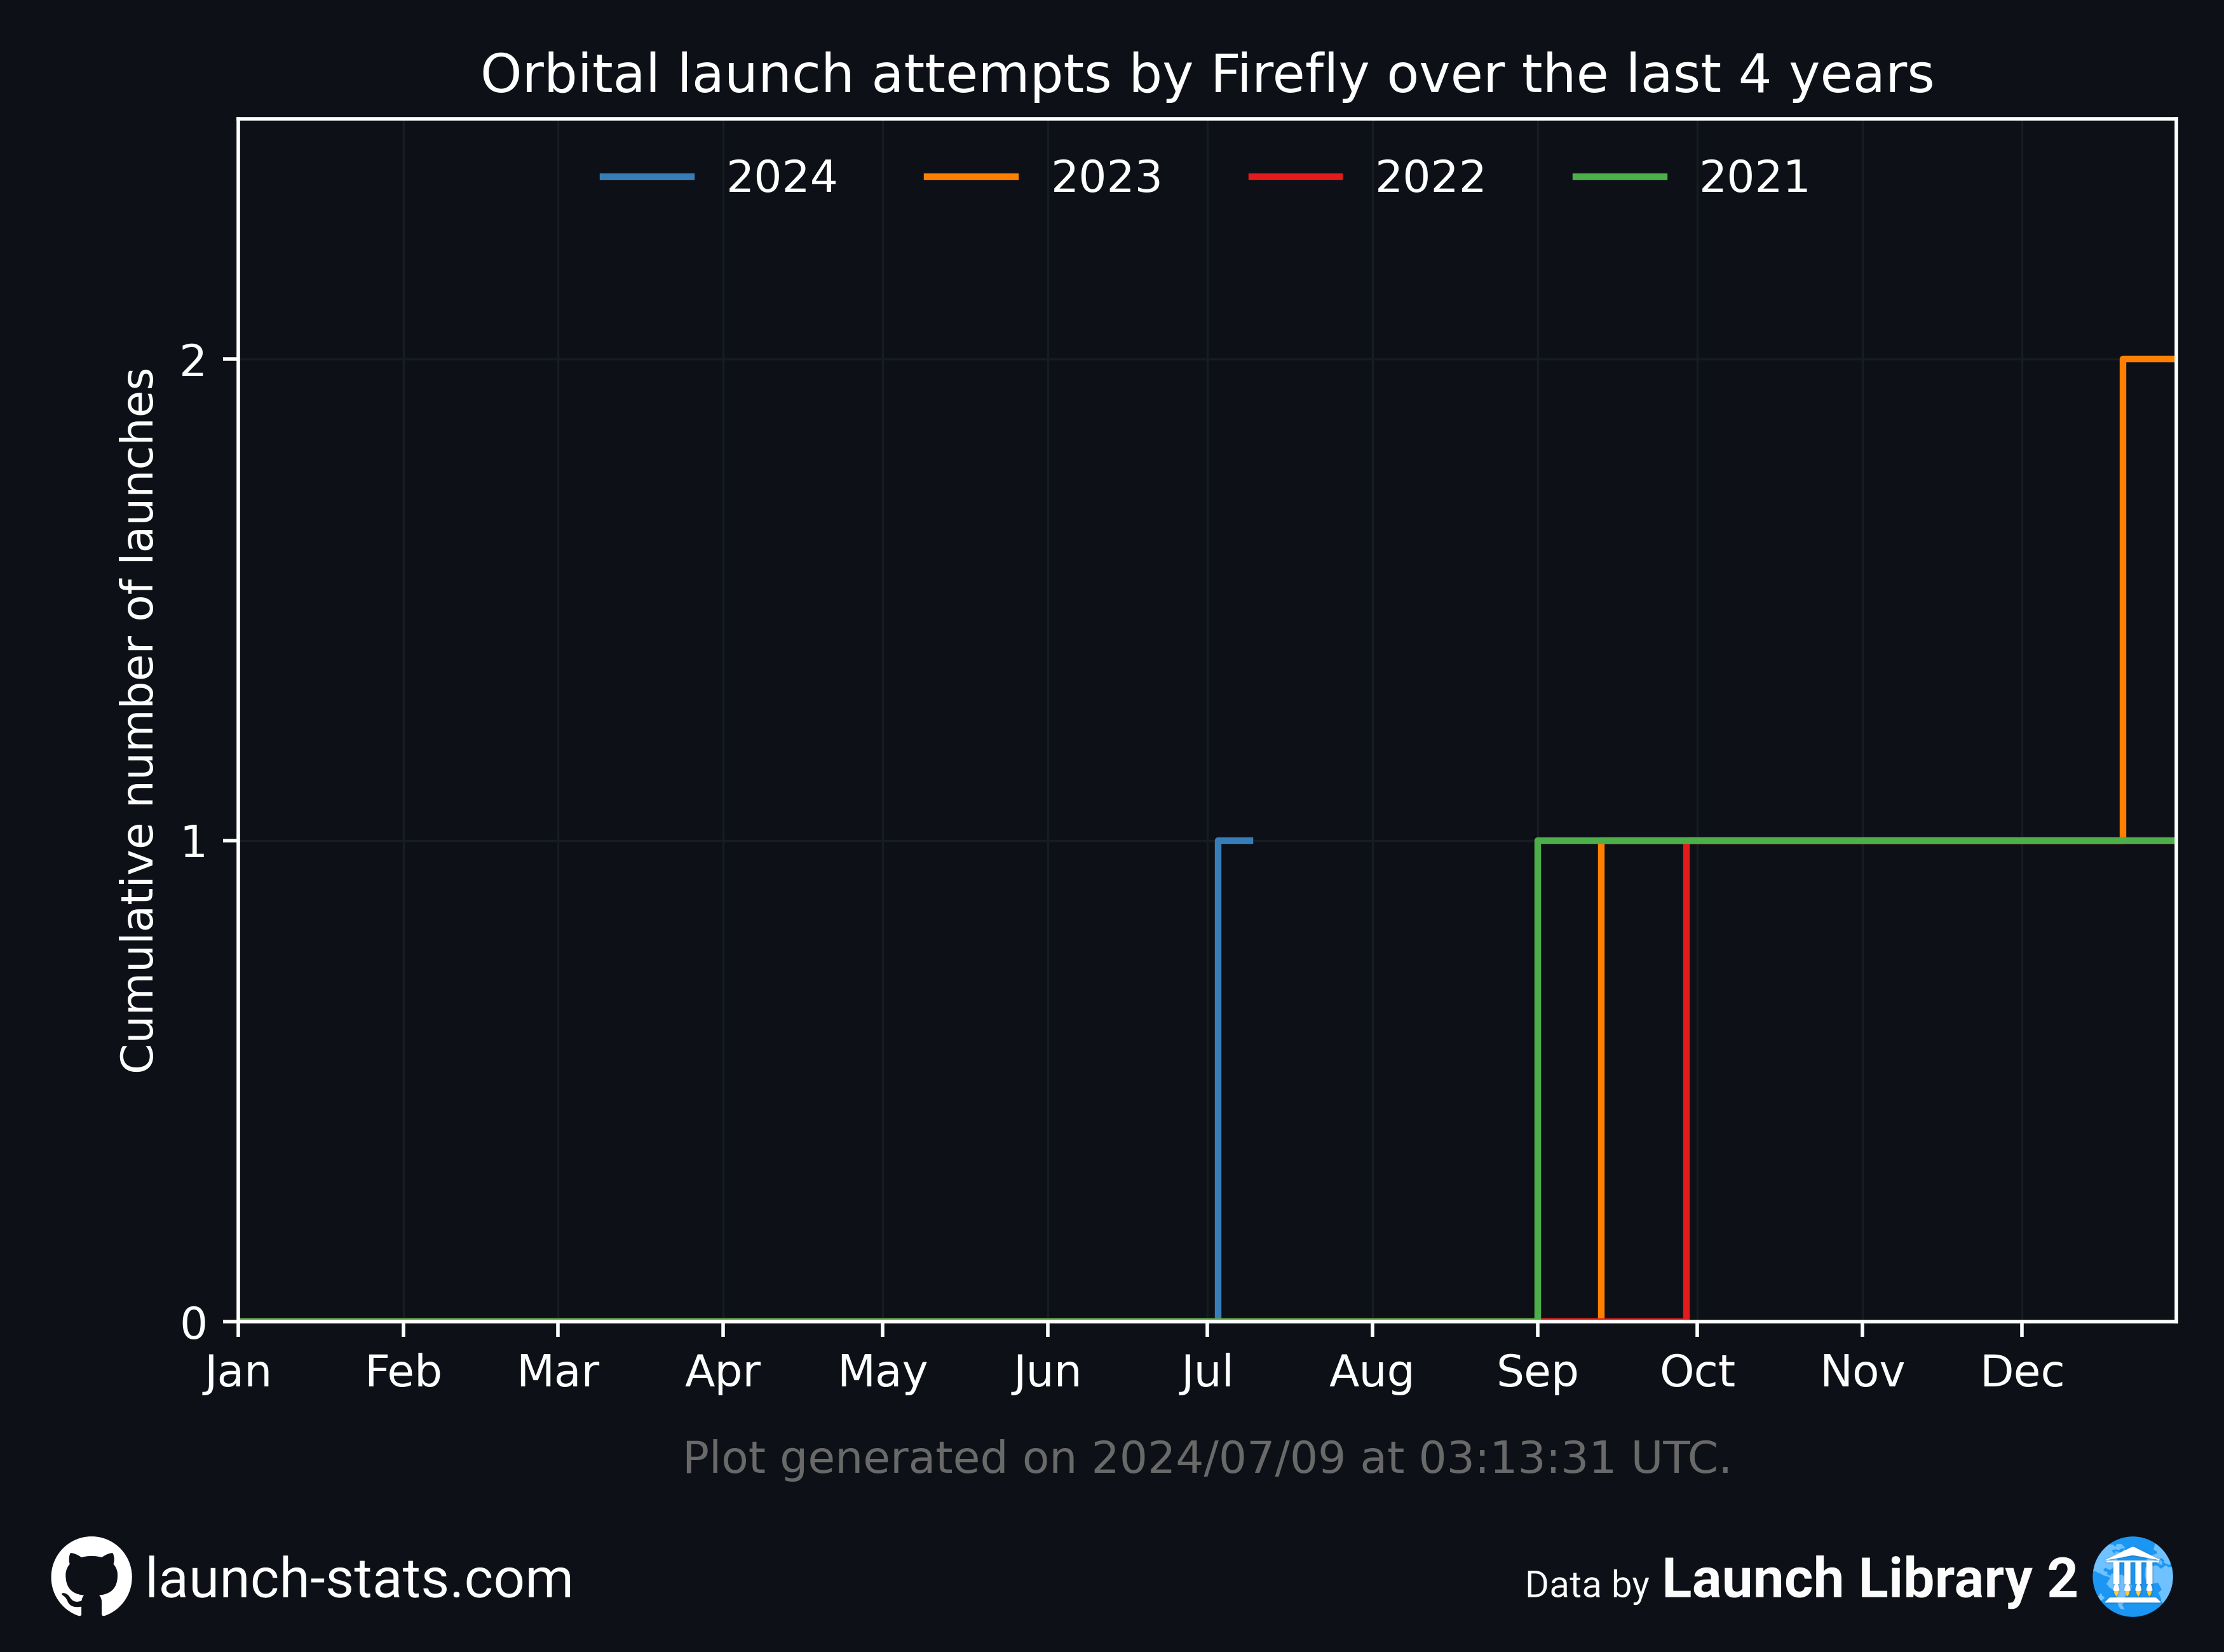 Orbital launch attempts by Firefly over the last 4 years
2024 2023 2022 2021
Cumulative number of launches
2
1
0
Jan Feb Mar Apr May Jun Jul Aug Sep Oct Nov Dec
Plot generated on 2024/07/09 at 03:13:31 UTC.
launch-stats.com
Data by Launch Library 2